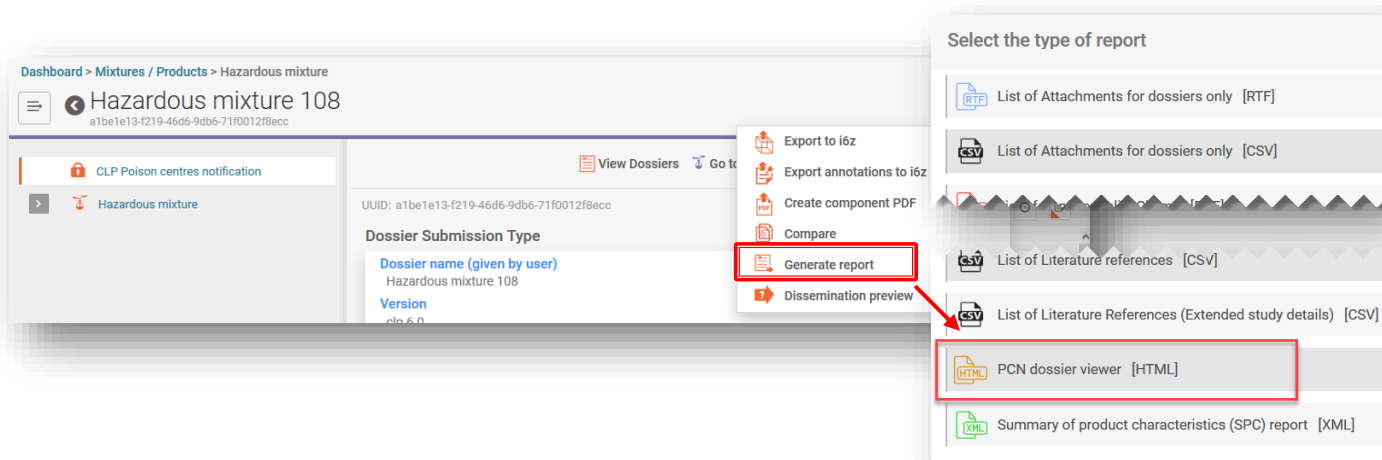 Dashboard > Mixtures / Products > Hazardous mixture
Hazardous mixture 108
a1be1e13-f219-46d6-9db6-71f0012f8ecc
CLP Poison centres notification
Hazardous mixture
View Dossiers Go to
UUID: a1be1e13-f219-46d6-9db6-71f0012f8ecc
Dossier Submission Type
Dossier name (given by user)
Hazardous mixture 108
Version
clp 6.0
Export to i6z
Export annotations to i6z
PDF Create component PDF
Compare
Generate report
? Dissemination preview
Select the type of report
RTF List of Attachments for dossiers only [RTF]
CSV List of Attachments for dossiers only [CSV]
CSV List of Literature references [CSV]
CSV List of Literature References (Extended study details) [CSV]
HTML PCN dossier viewer [HTML]
XML Summary of product characteristics (SPC) report [XML]